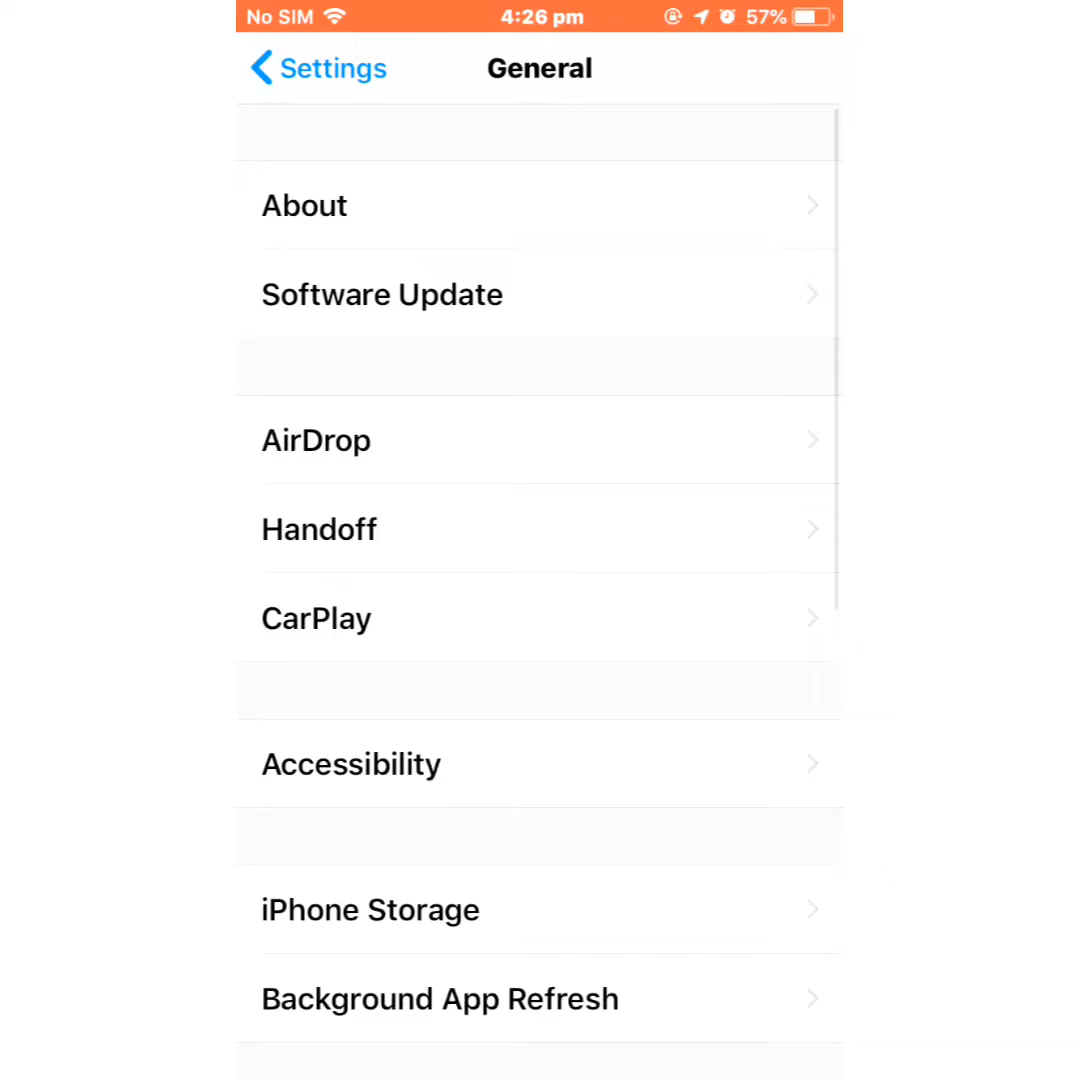 No SIM 4:26 pm 57%
Settings General
About
Software Update
AirDrop
Handoff
CarPlay
Accessibility
iPhone Storage
Background App Refresh